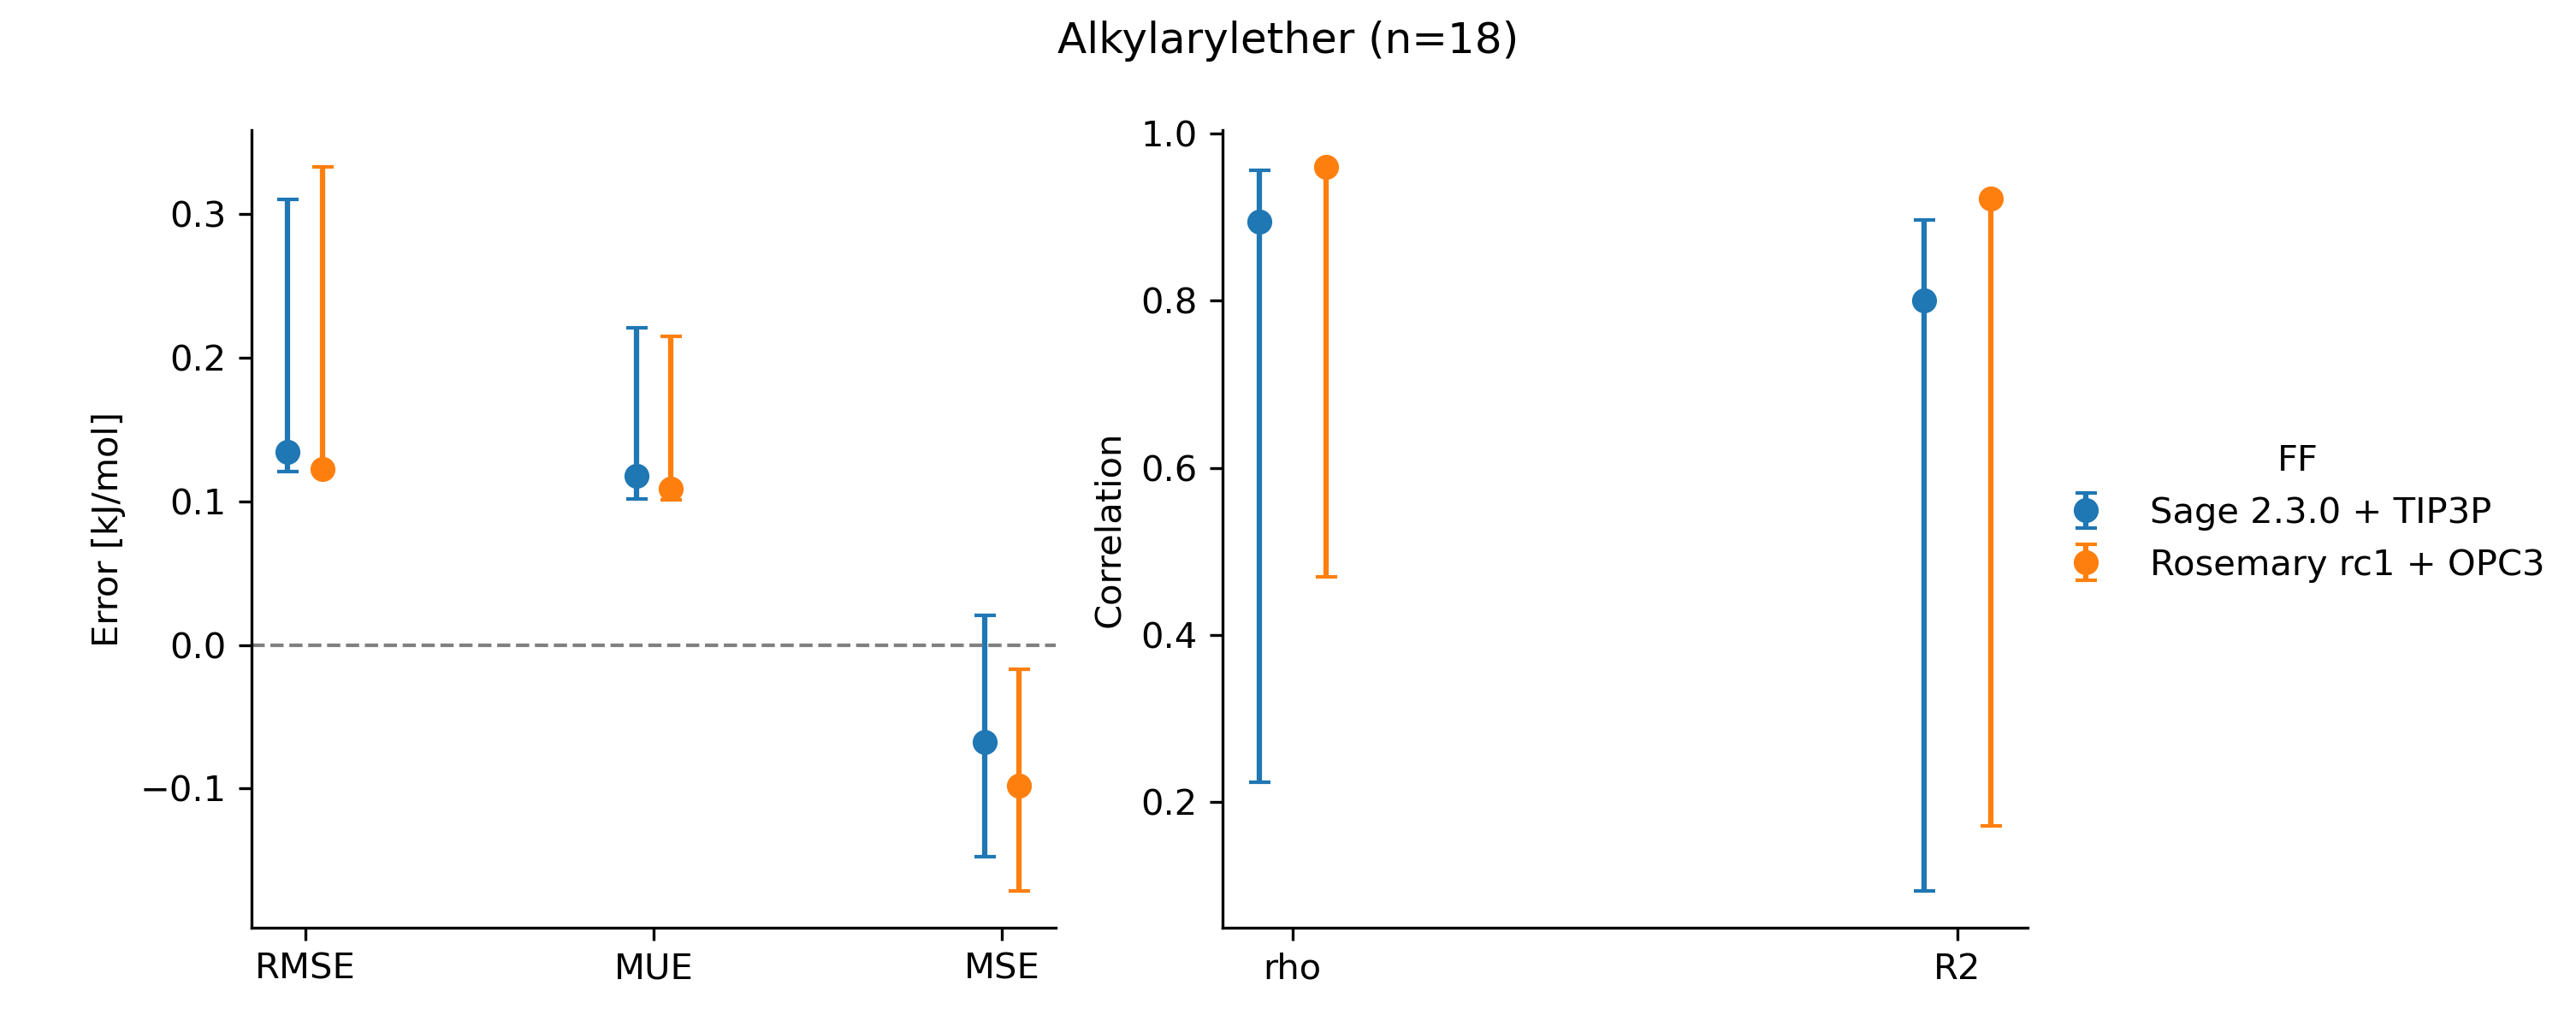 Alkylarylether (n=18)
Error [kJ/mol]
0.3
0.2
0.1
0.0
−0.1
RMSE
MUE
MSE
Correlation
1.0
0.8
0.6
0.4
0.2
rho
R2
FF
Sage 2.3.0 + TIP3P
Rosemary rc1 + OPC3